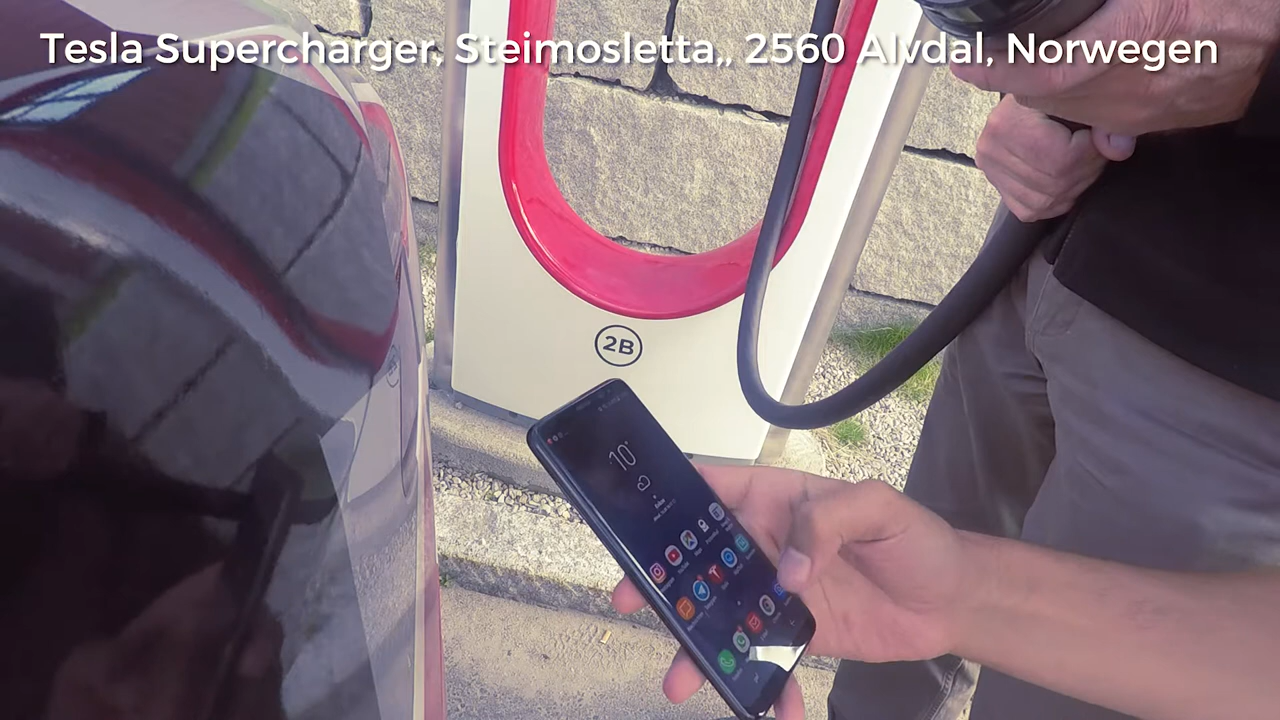 Tesla Supercharger, Steimosletta,, 2560 Alvdal, Norwegen
2B
10°